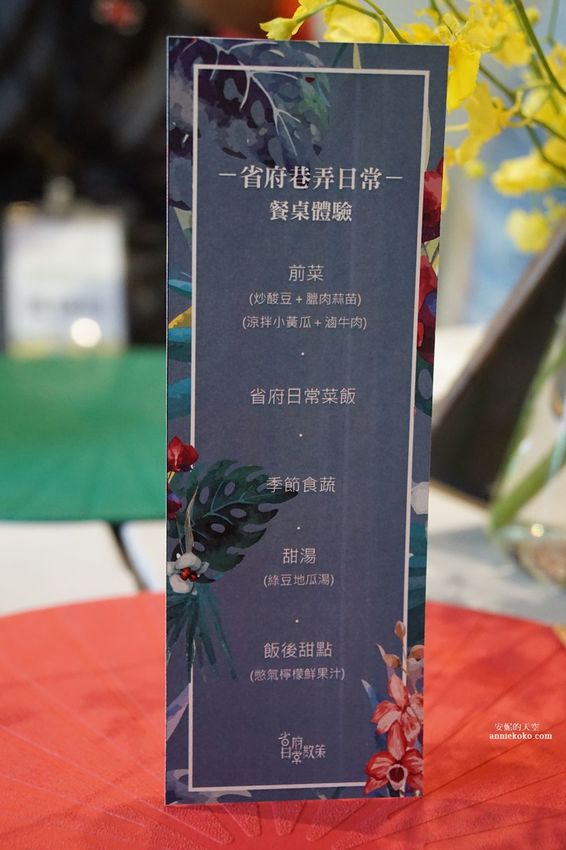 －省府巷弄日常－
餐桌體驗
前菜
(炒酸豆+臘肉蒜苗)
(涼拌小黃瓜+滷牛肉)
省府日常菜飯
季節食蔬
甜湯
(綠豆地瓜湯)
飯後甜點
(憋氣檸檬鮮果汁)
省府
日常散策
安妮的天空
anniekoko.com